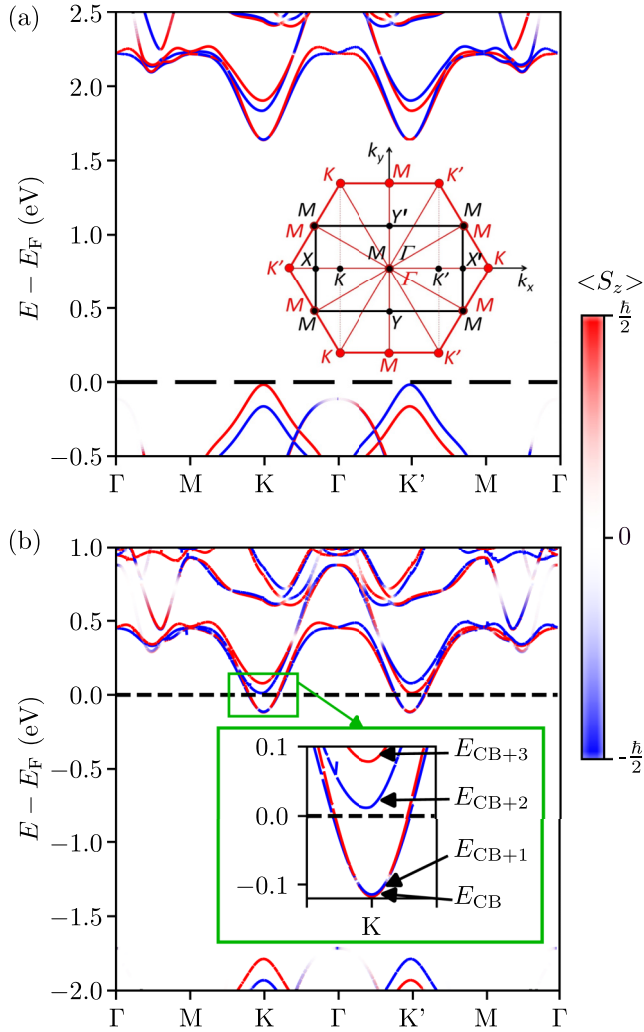 (a)
2.5
2.0
1.5
1.0
0.5
0.0
−0.5
E − E_F (eV)
k_y
K M K'
M Y' M
M M
K' X K M Γ K' X' K k_x
Γ
M Y M
M M
K M K'
Γ M K Γ K' M Γ
<S_z>
ħ/2
0
-ħ/2
(b)
1.0
0.5
0.0
−0.5
−1.0
−1.5
−2.0
E − E_F (eV)
0.1
0.0
−0.1
K
E_CB+3
E_CB+2
E_CB+1
E_CB
Γ M K Γ K' M Γ